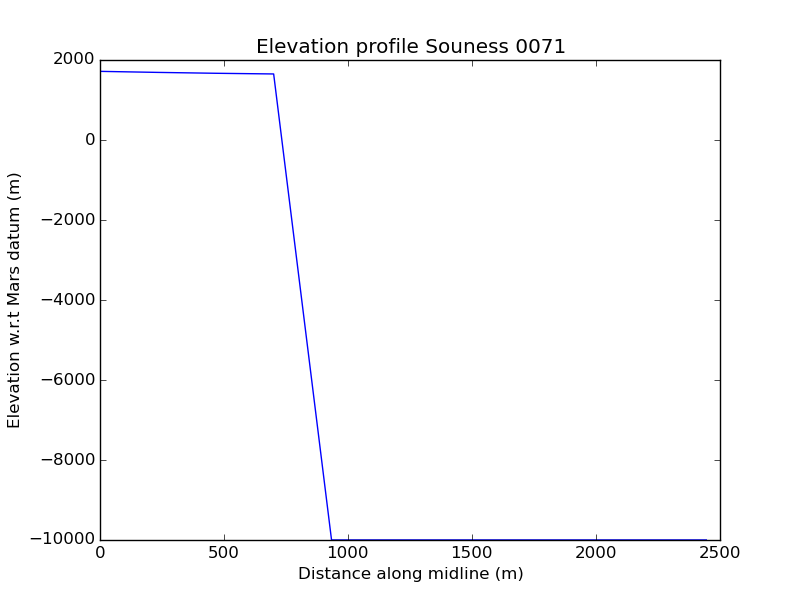 Elevation profile Souness 0071
Elevation w.r.t Mars datum (m)
2000
0
−2000
−4000
−6000
−8000
−10000
0 500 1000 1500 2000 2500
Distance along midline (m)